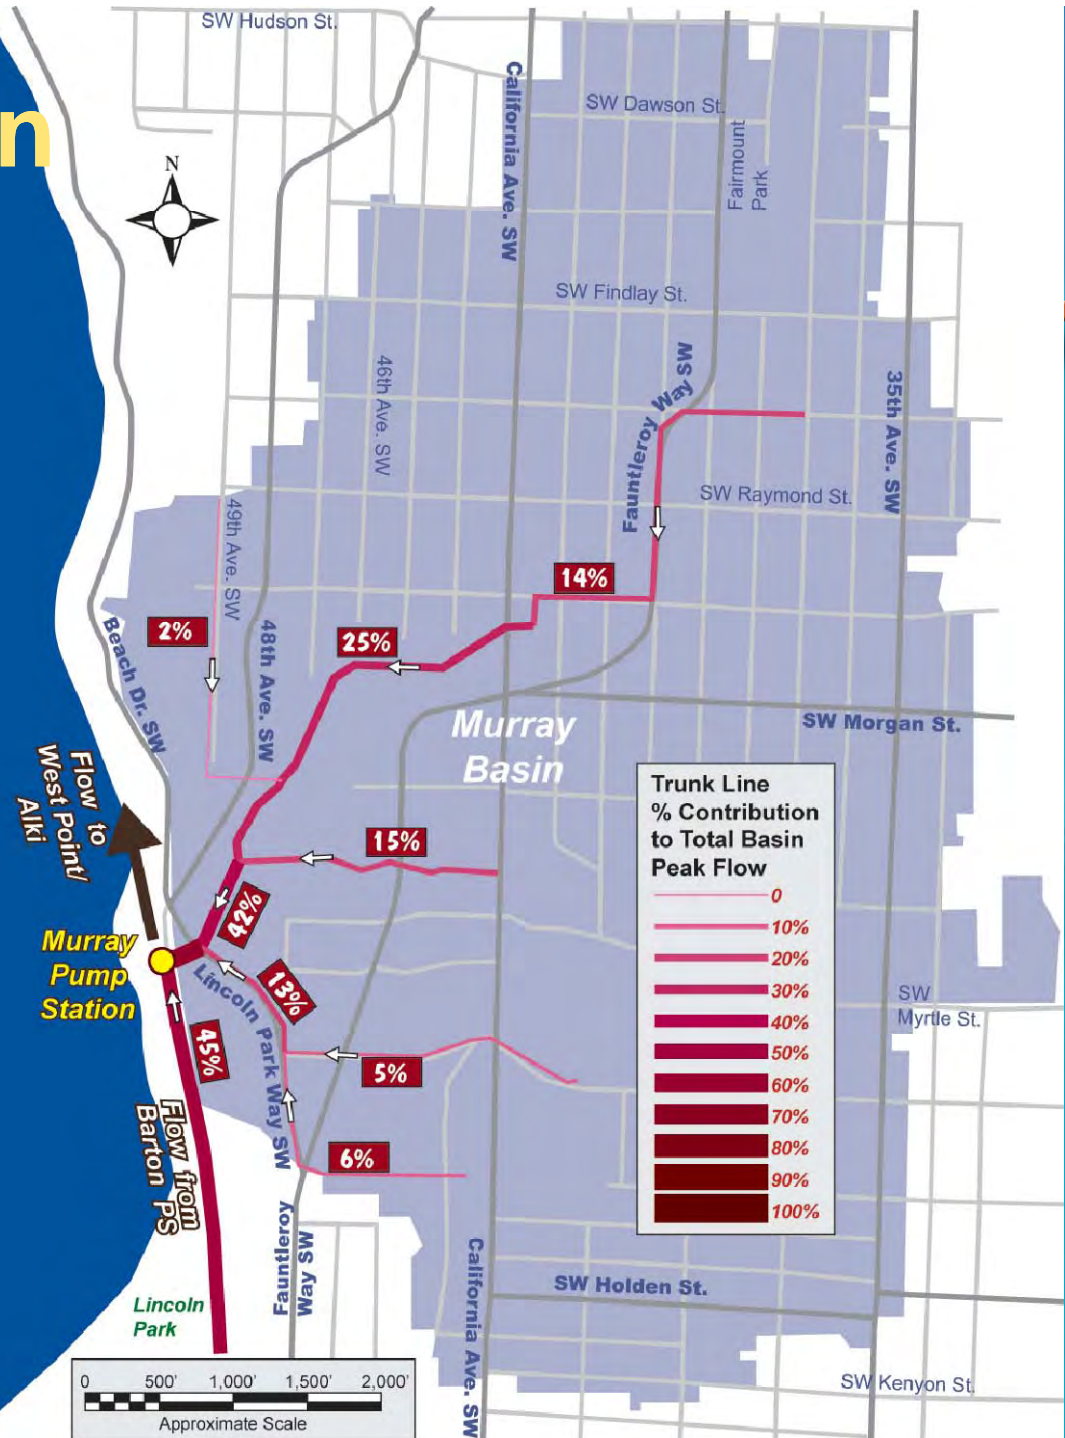 SW Hudson St.
n
California Ave. SW
SW Dawson St.
Fairmount
Park
N
SW Findlay St.
46th Ave. SW
Fauntleroy Way SW
35th Ave. SW
SW Raymond St.
49th Ave. SW
14%
2%
25%
Beach Dr. SW
48th Ave. SW
SW Morgan St.
Murray
Basin
Flow to
West Point/
Alki
Trunk Line
% Contribution
to Total Basin
Peak Flow
0
10%
20%
30%
40%
50%
60%
70%
80%
90%
100%
15%
42%
Murray
Pump
Station
Lincoln Park Way SW
13%
SW
Myrtle St.
45%
5%
Flow from
Barton PS
6%
Fauntleroy
Way SW
California Ave. SW
SW Holden St.
Lincoln
Park
SW Kenyon St.
0 500' 1,000' 1,500' 2,000'
Approximate Scale